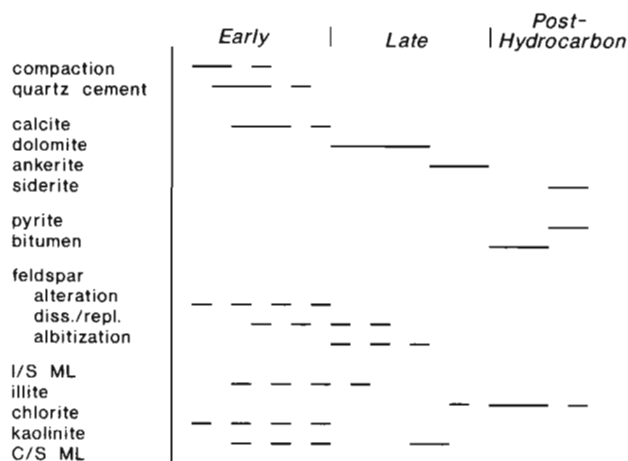 Post-
Early | Late | Hydrocarbon
compaction
quartz cement
calcite
dolomite
ankerite
siderite
pyrite
bitumen
feldspar
alteration
diss./repl.
albitization
I/S ML
illite
chlorite
kaolinite
C/S ML